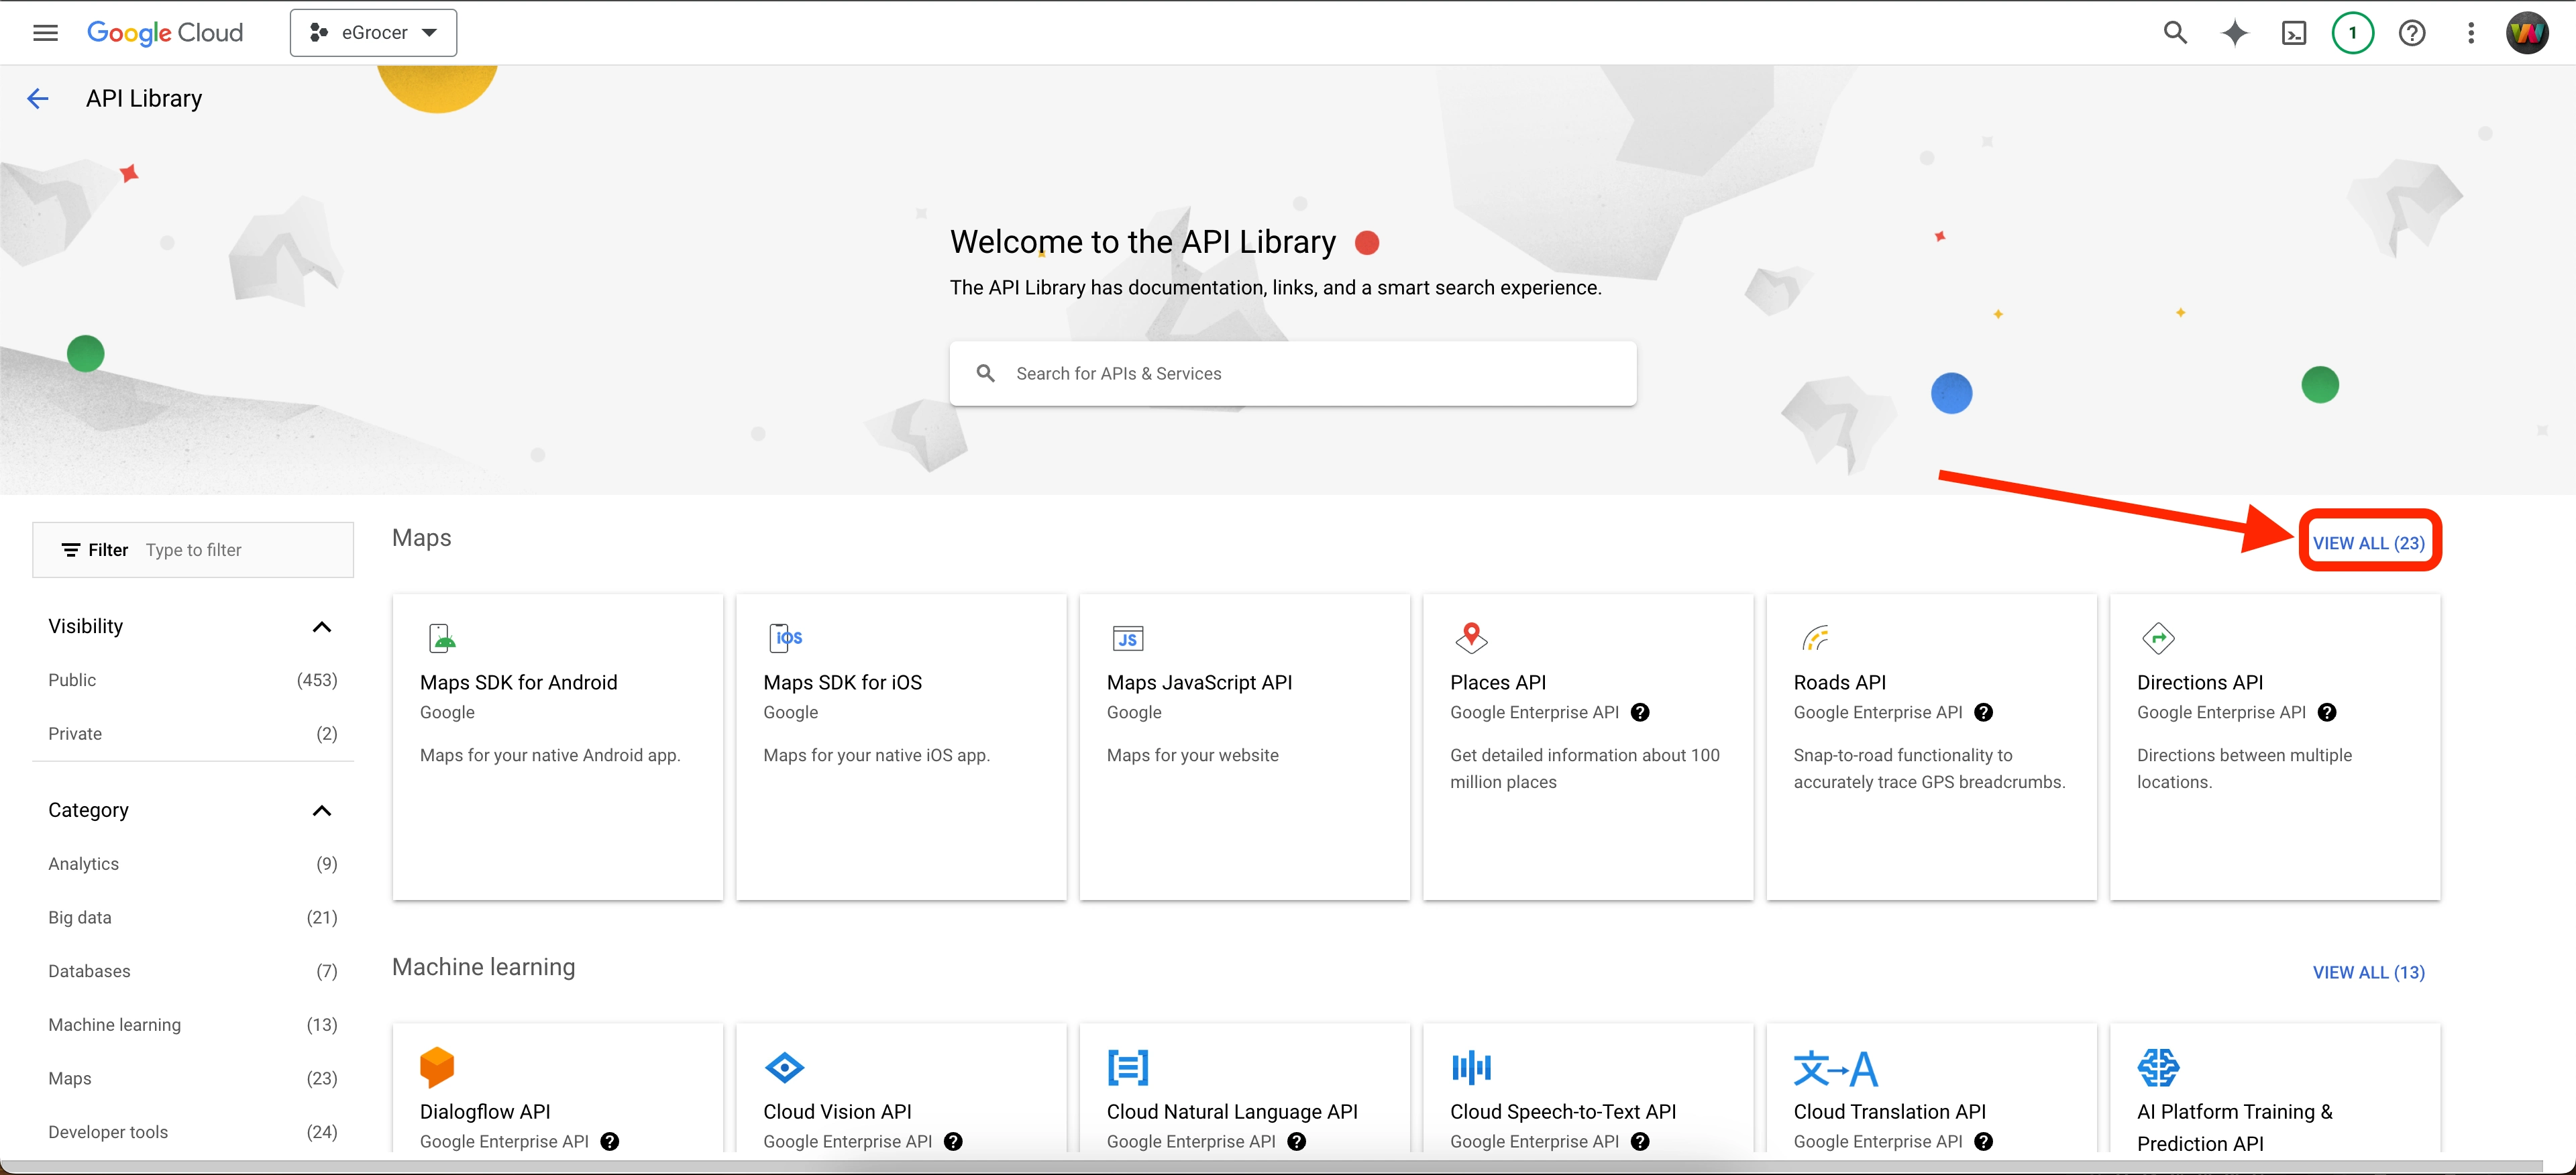 Google Cloud
eGrocer
1
API Library
Welcome to the API Library
The API Library has documentation, links, and a smart search experience.
Search for APIs & Services
Filter Type to filter
Visibility
Public (453)
Private (2)
Category
Analytics (9)
Big data (21)
Databases (7)
Machine learning (13)
Maps (23)
Developer tools (24)
Maps
VIEW ALL (23)
Maps SDK for Android
Google
Maps for your native Android app.
iOS
Maps SDK for iOS
Google
Maps for your native iOS app.
JS
Maps JavaScript API
Google
Maps for your website
Places API
Google Enterprise API ?
Get detailed information about 100
million places
Roads API
Google Enterprise API ?
Snap-to-road functionality to
accurately trace GPS breadcrumbs.
Directions API
Google Enterprise API ?
Directions between multiple
locations.
Machine learning
VIEW ALL (13)
Dialogflow API
Google Enterprise API ?
Cloud Vision API
Google Enterprise API ?
Cloud Natural Language API
Google Enterprise API ?
Cloud Speech-to-Text API
Google Enterprise API ?
文→A
Cloud Translation API
Google Enterprise API ?
AI Platform Training &
Prediction API